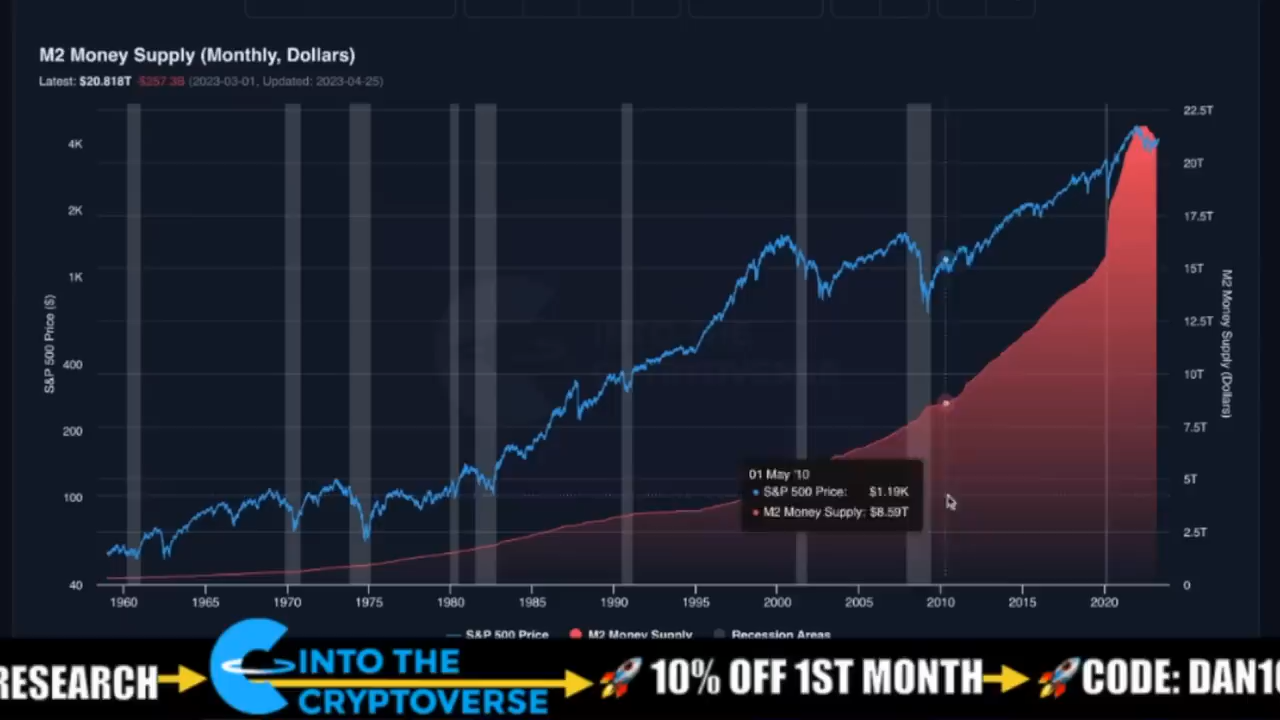 M2 Money Supply (Monthly, Dollars)
Latest: $20.818T -$257.3B (2023-03-01, Updated: 2023-04-25)
22.5T
4K
20T
2K
17.5T
1K
15T
12.5T
400
10T
200
7.5T
100
5T
2.5T
40
0
S&P 500 Price ($)
M2 Money Supply (Dollars)
01 May '10
S&P 500 Price: $1.19K
M2 Money Supply: $8.59T
1960 1965 1970 1975 1980 1985 1990 1995 2000 2005 2010 2015 2020
S&P 500 Price M2 Money Supply Recession Areas
RESEARCH INTO THE CRYPTOVERSE 10% OFF 1ST MONTH CODE: DAN10